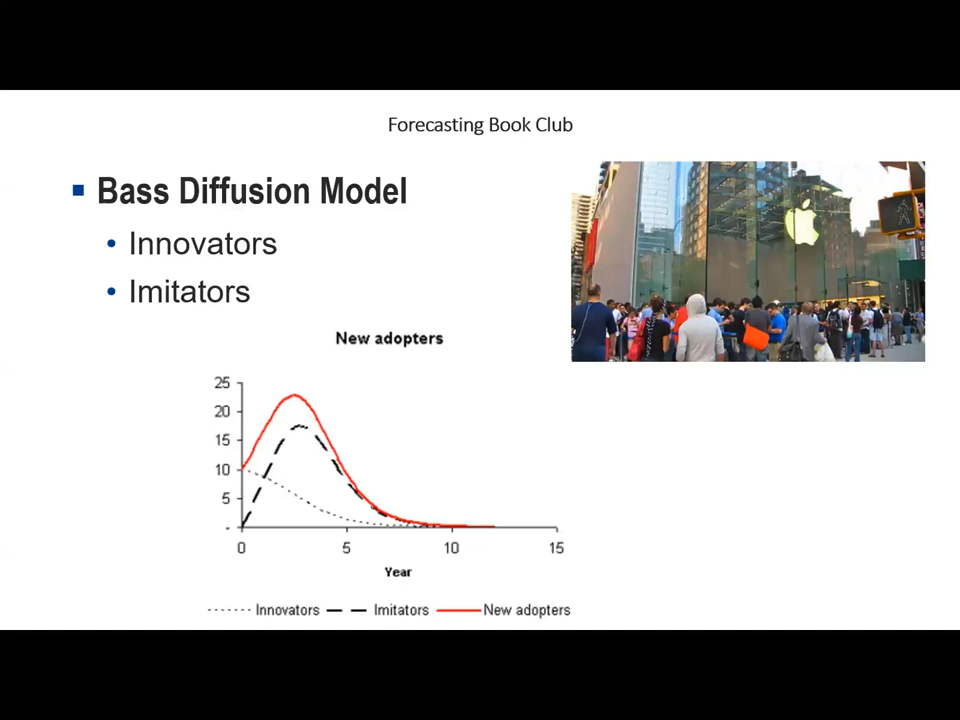 Forecasting Book Club
Bass Diffusion Model
Innovators
Imitators
New adopters
25
20
15
10
5
-
0 5 10 15
Year
Innovators Imitators New adopters